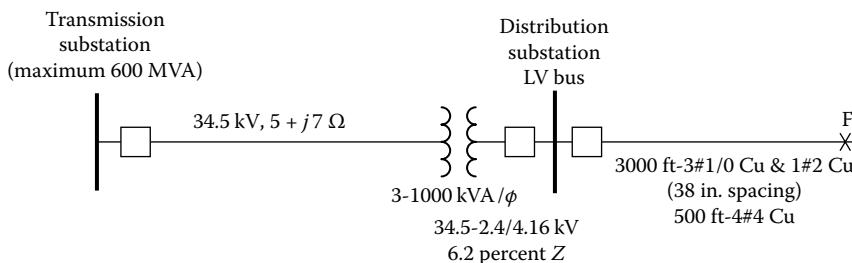 Transmission
substation
(maximum 600 MVA)
Distribution
substation
LV bus
34.5 kV, 5 + j7 Ω
F
3-1000 kVA/ϕ
3000 ft-3#1/0 Cu & 1#2 Cu
(38 in. spacing)
500 ft-4#4 Cu
34.5-2.4/4.16 kV
6.2 percent Z